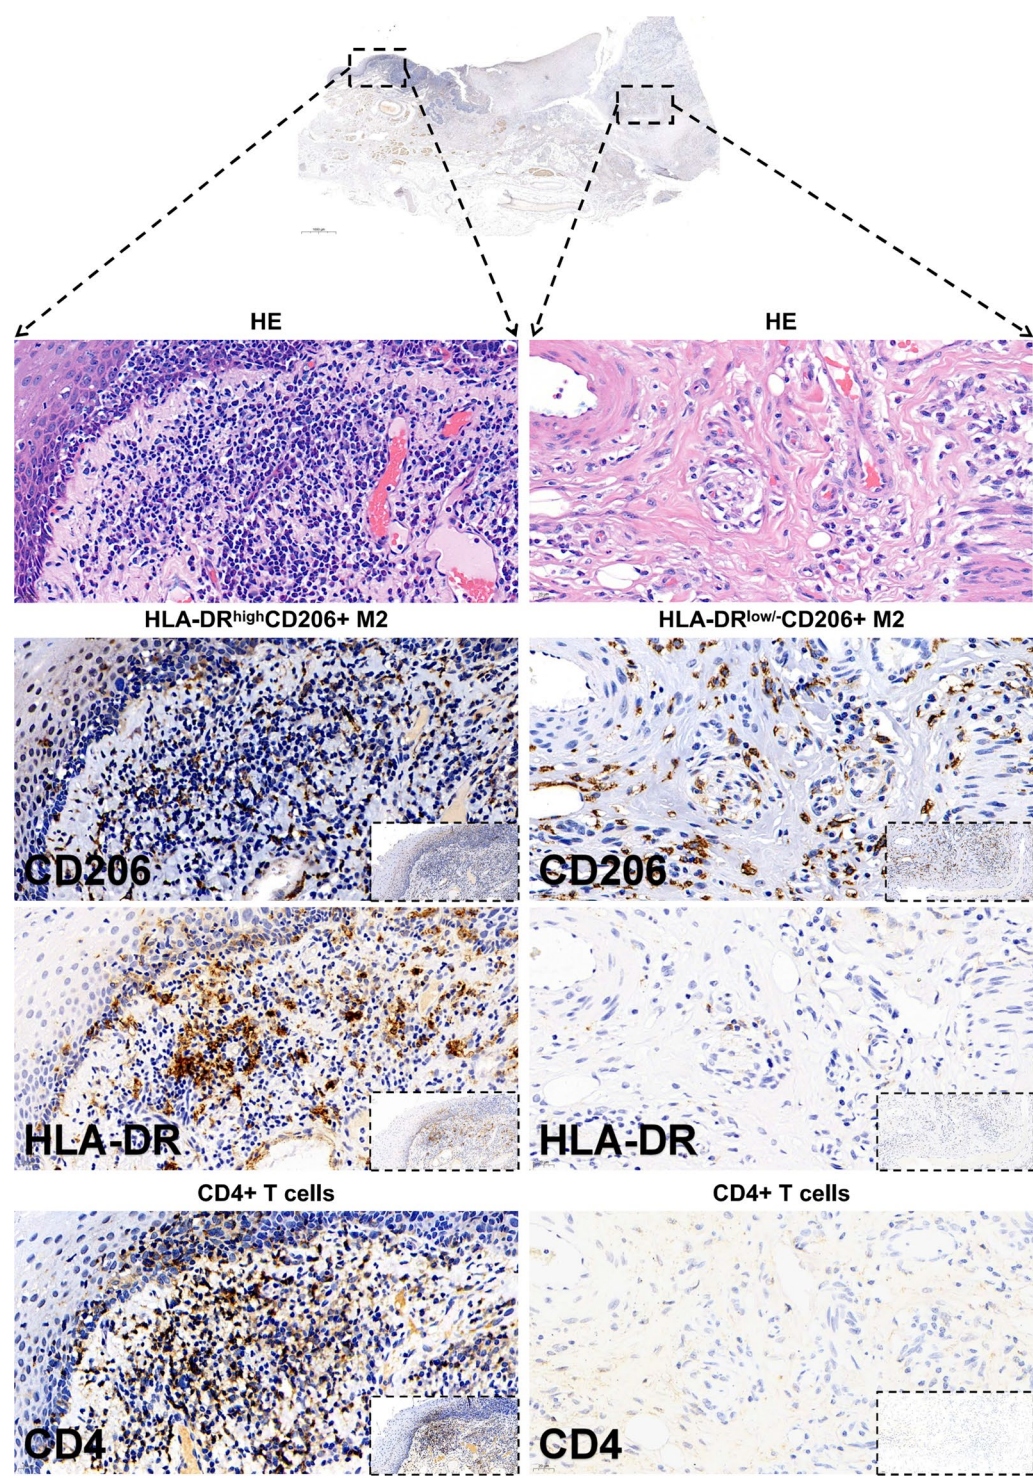 HE
HE
HLA-DRhighCD206+ M2
HLA-DRlow/-CD206+ M2
CD206
CD206
HLA-DR
HLA-DR
CD4+ T cells
CD4+ T cells
CD4
CD4